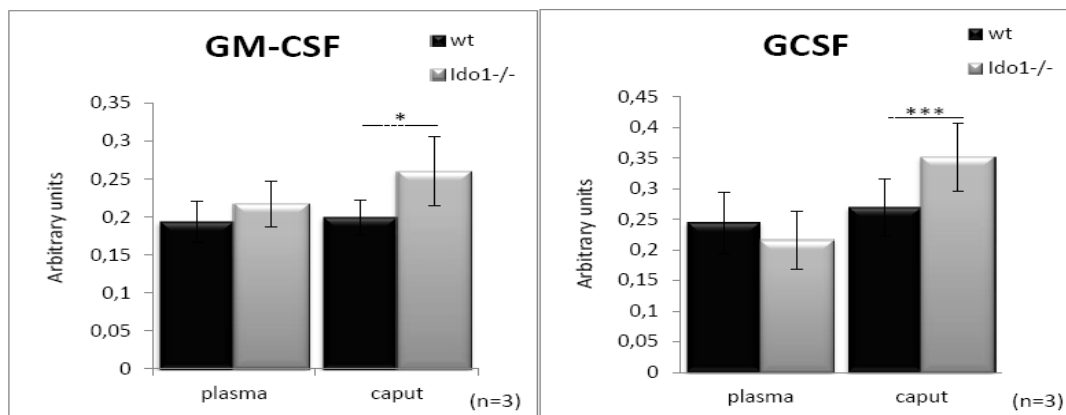 GM-CSF
wt
Ido1-/-
Arbitrary units
0,35
0,3
0,25
0,2
0,15
0,1
0,05
0
*
plasma
caput
(n=3)
GCSF
wt
Ido1-/-
Arbitrary units
0,45
0,4
0,35
0,3
0,25
0,2
0,15
0,1
0,05
0
***
plasma
caput
(n=3)